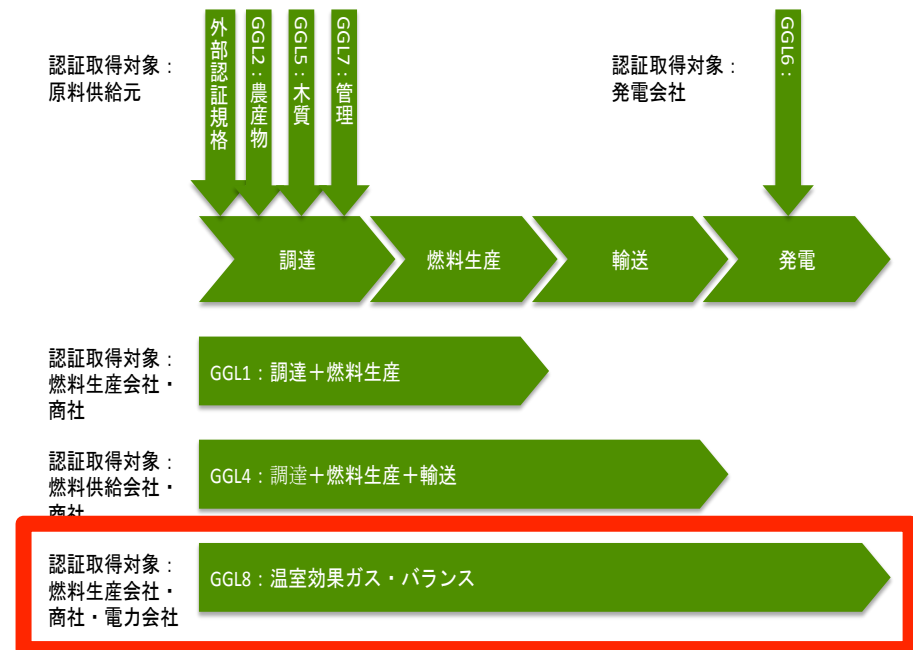 認証取得対象：
原料供給元
外部認証規格
GGL2：農産物
GGL5：木質
GGL7：管理
認証取得対象：
発電会社
GGL6：
調達
燃料生産
輸送
発電
認証取得対象：
燃料生産会社・
商社
GGL1：調達＋燃料生産
認証取得対象：
燃料供給会社・
商社
GGL4：調達＋燃料生産＋輸送
認証取得対象：
燃料生産会社・
商社・電力会社
GGL8：温室効果ガス・バランス